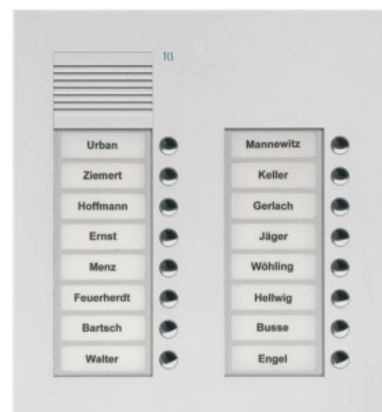 10
Urban
Ziemert
Hoffmann
Ernst
Menz
Feuerherdt
Bartsch
Walter
Mannewitz
Keller
Gerlach
Jäger
Wöhling
Hellwig
Busse
Engel